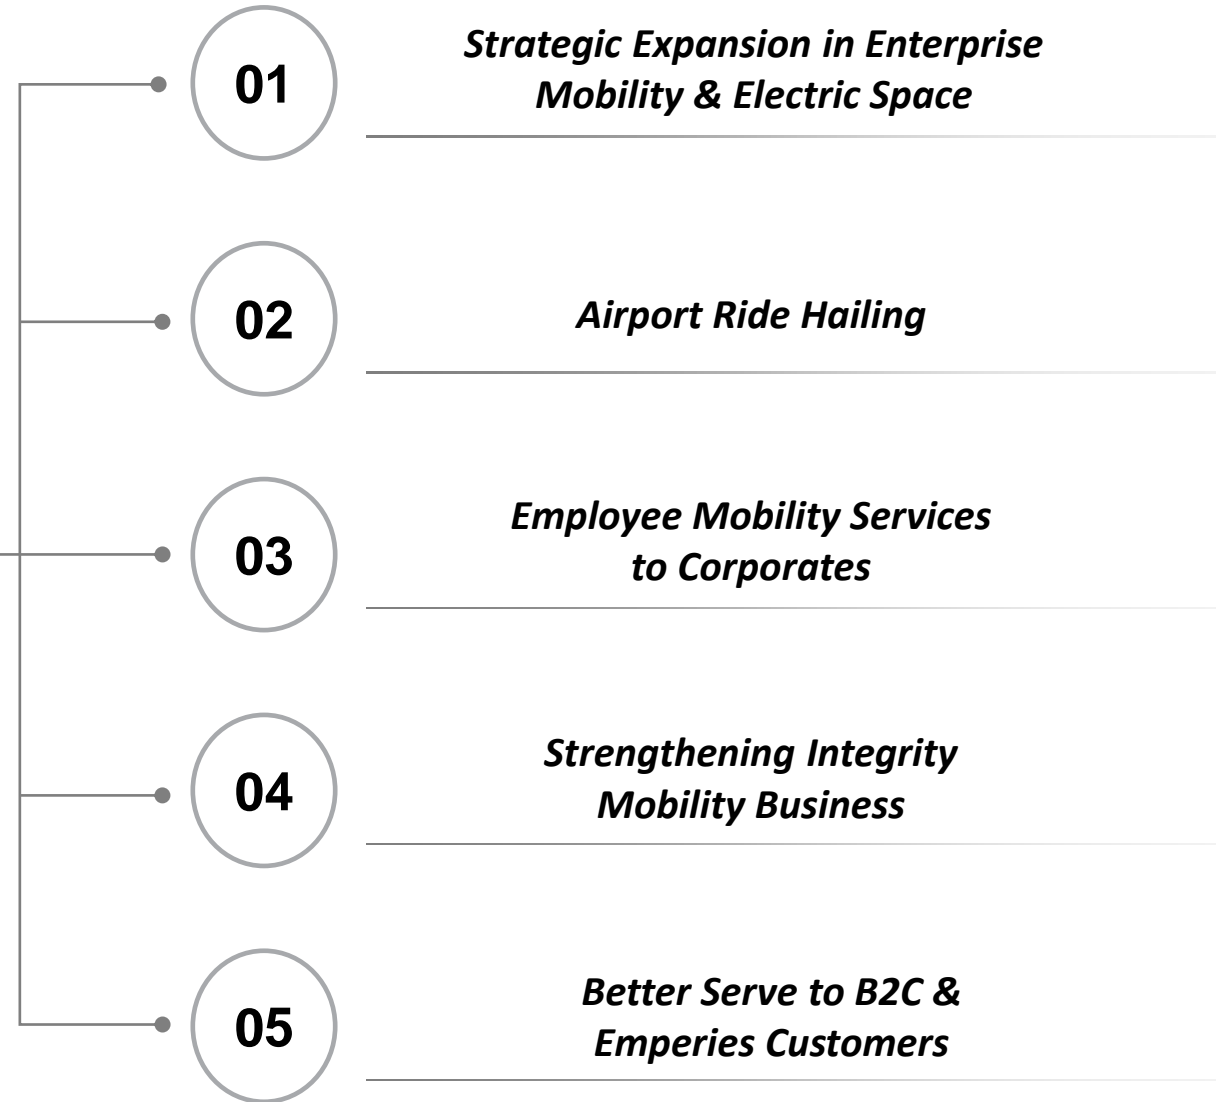 01
Strategic Expansion in Enterprise
Mobility & Electric Space
02
Airport Ride Hailing
03
Employee Mobility Services
to Corporates
04
Strengthening Integrity
Mobility Business
05
Better Serve to B2C &
Emperies Customers